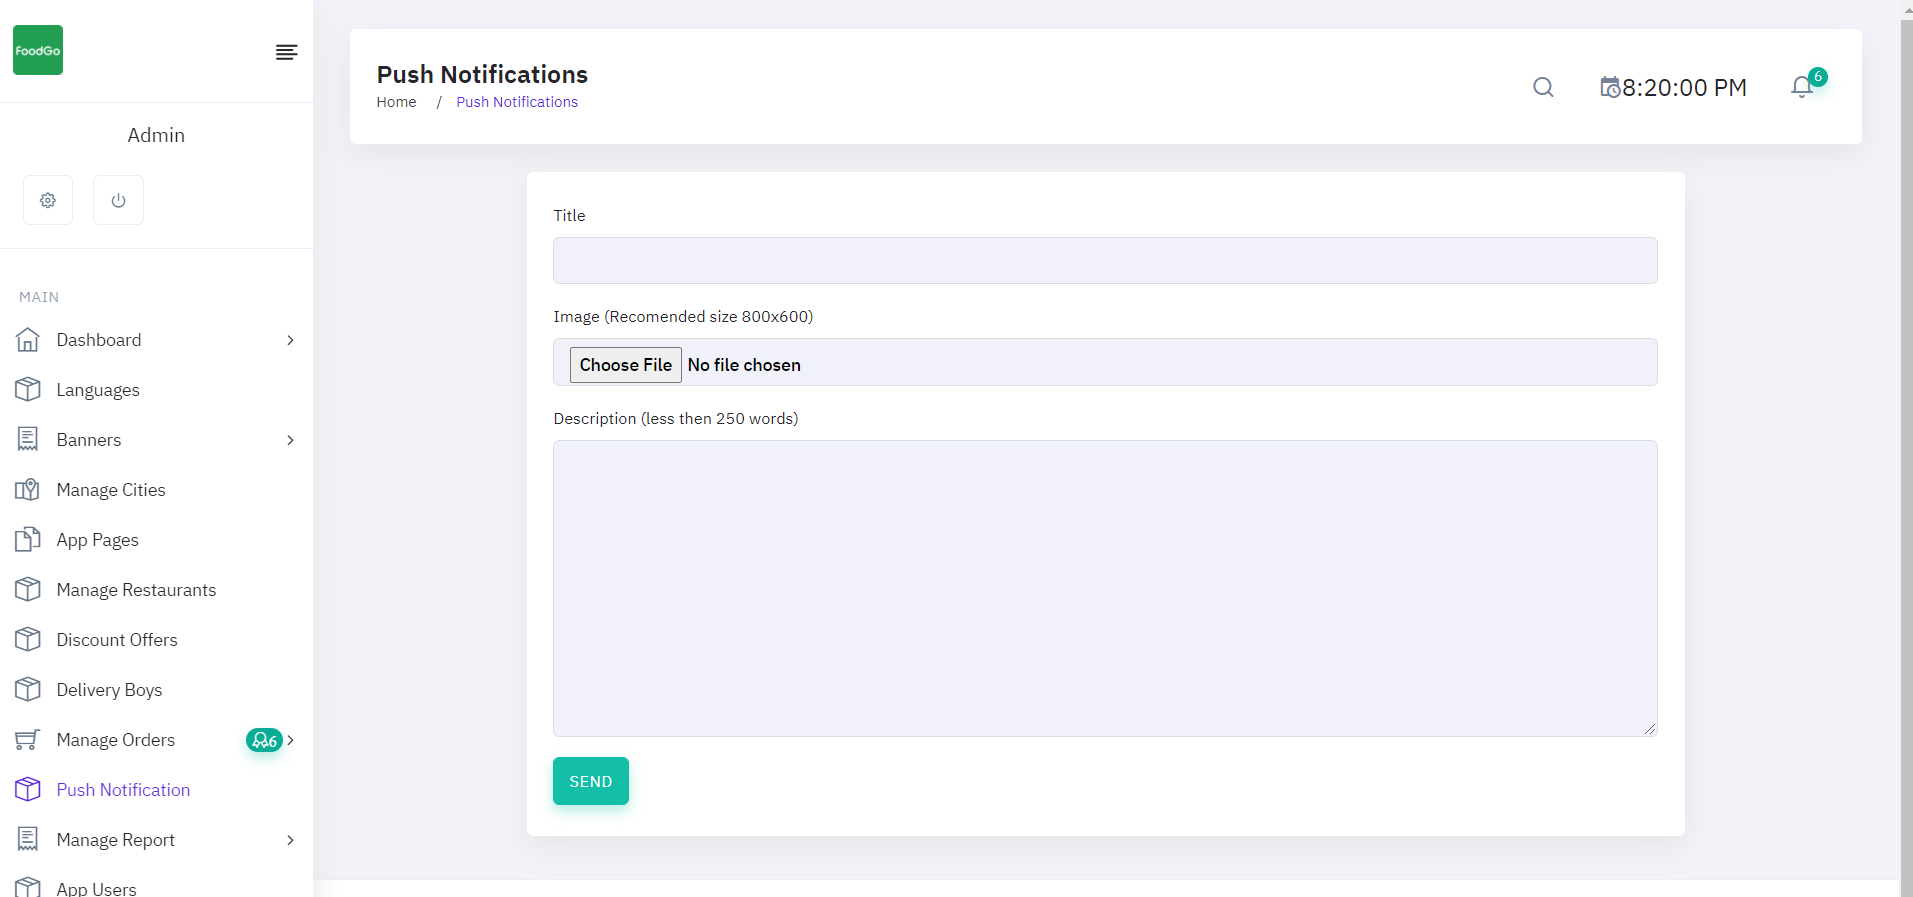 FoodGo
Admin
MAIN
Dashboard
Languages
Banners
Manage Cities
App Pages
Manage Restaurants
Discount Offers
Delivery Boys
Manage Orders 6
Push Notification
Manage Report
App Users
Push Notifications
Home / Push Notifications
8:20:00 PM
6
Title
Image (Recomended size 800x600)
Choose File No file chosen
Description (less then 250 words)
SEND